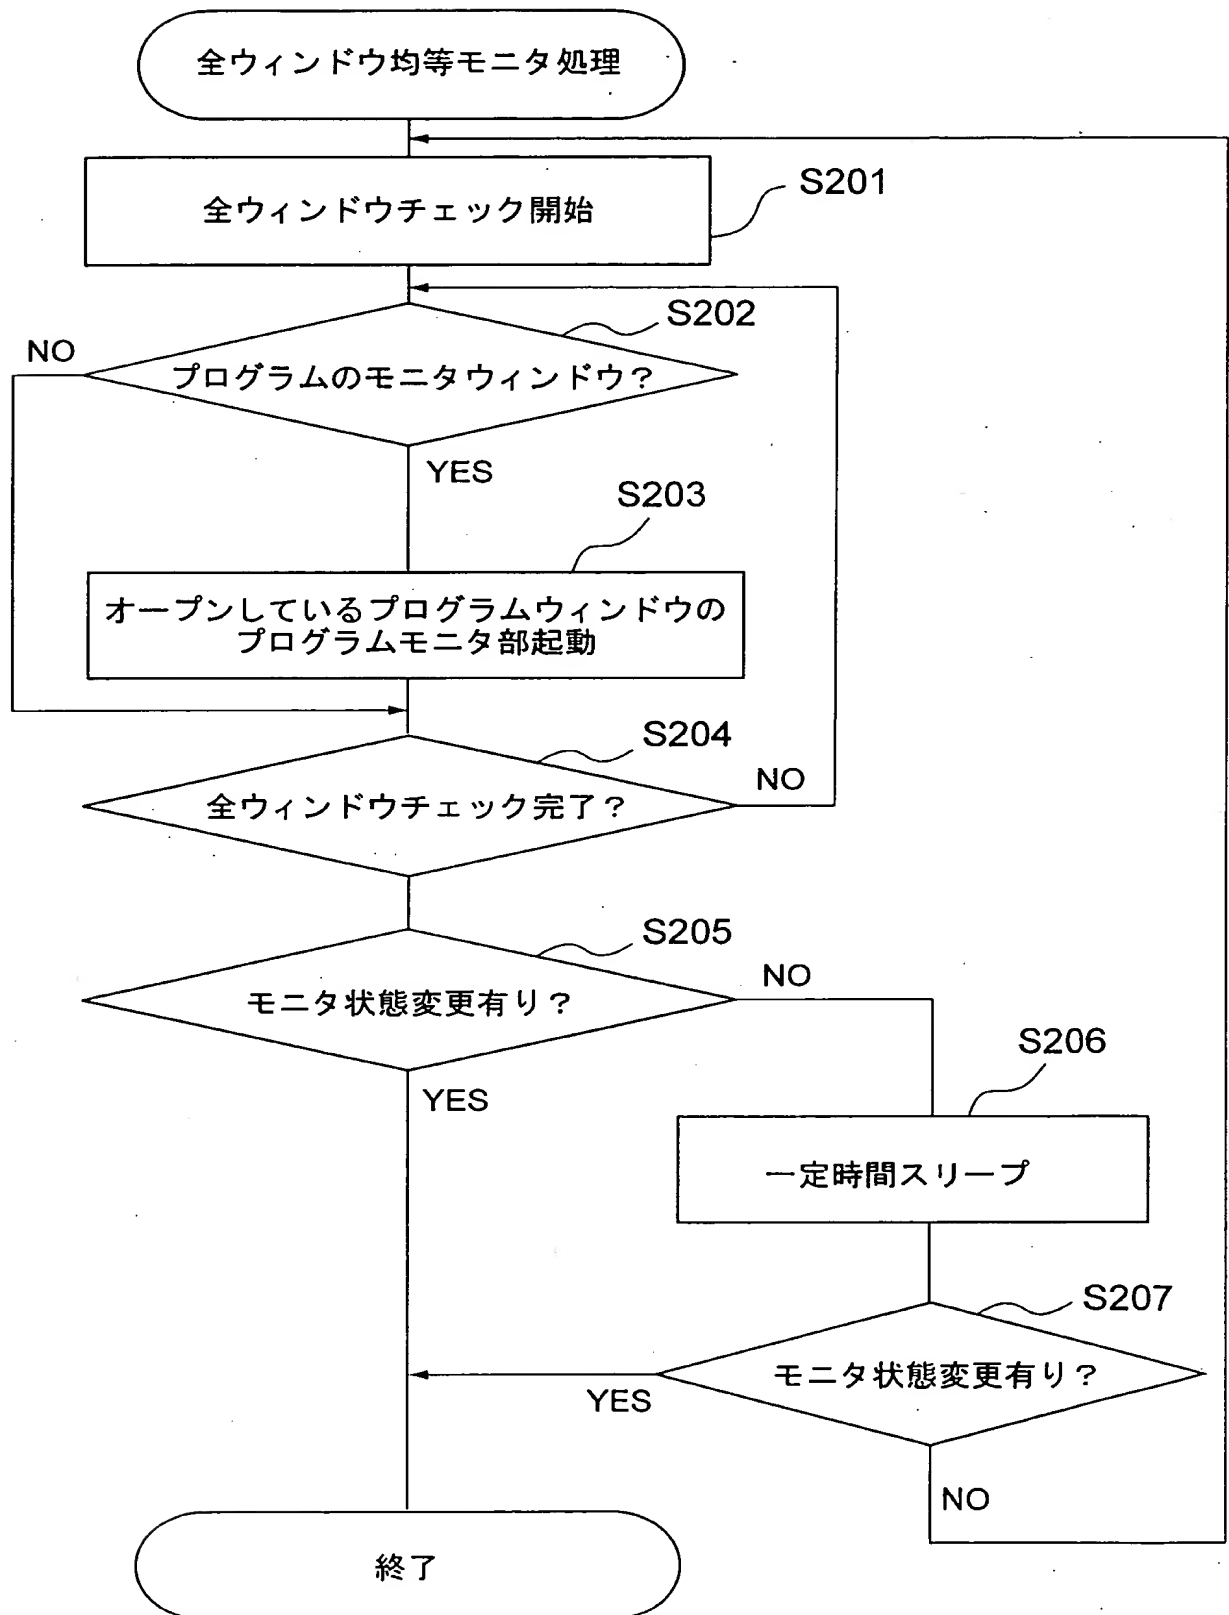 全ウィンドウ均等モニタ処理
全ウィンドウチェック開始
S201
プログラムのモニタウィンドウ?
S202
NO
YES
S203
オープンしているプログラムウィンドウの
プログラムモニタ部起動
S204
全ウィンドウチェック完了?
NO
S205
モニタ状態変更有り?
NO
YES
S206
一定時間スリープ
S207
モニタ状態変更有り?
YES
NO
終了